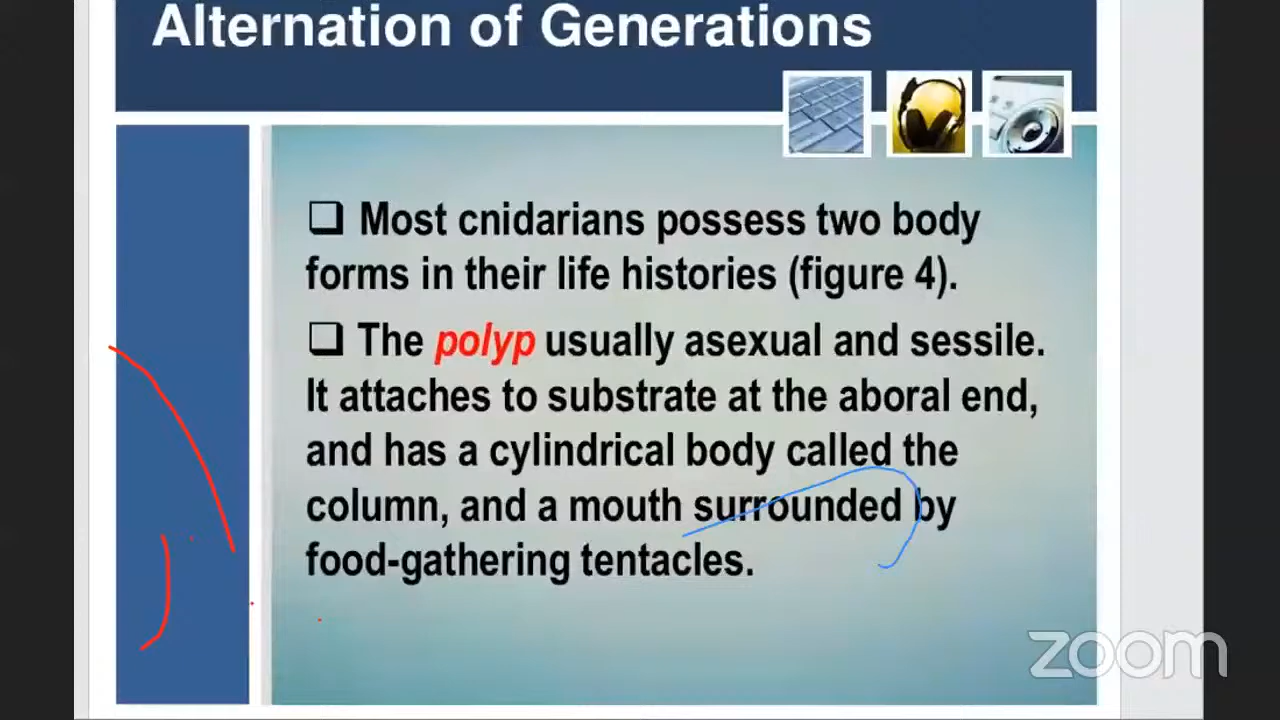 Alternation of Generations
❑ Most cnidarians possess two body
forms in their life histories (figure 4).
❑ The polyp usually asexual and sessile.
It attaches to substrate at the aboral end,
and has a cylindrical body called the
column, and a mouth surrounded by
food-gathering tentacles.
zoom